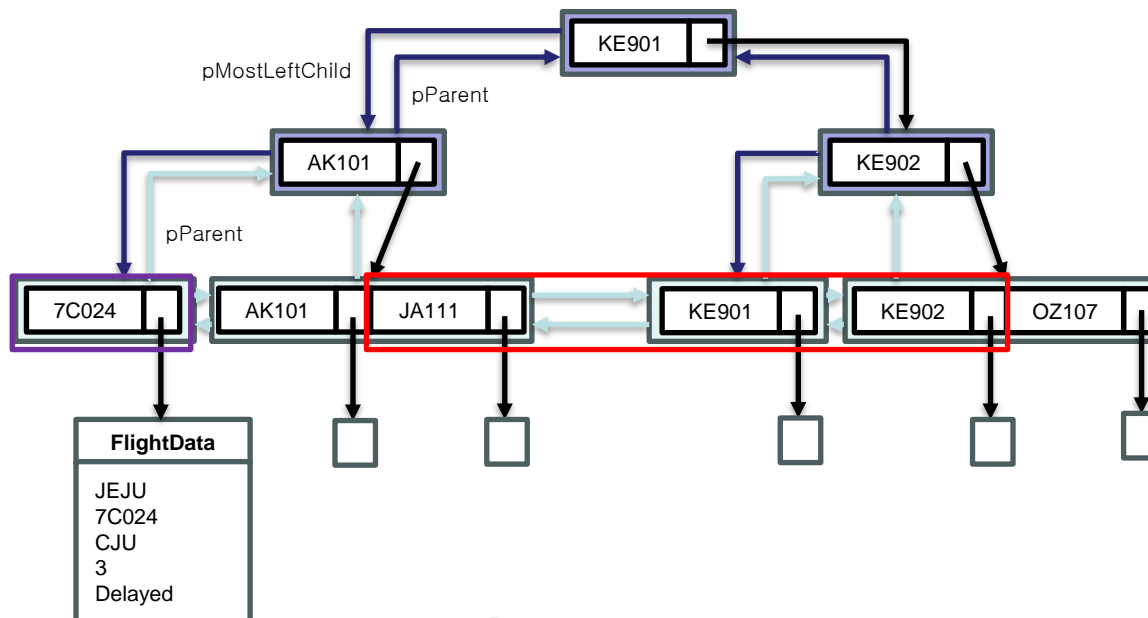 KE901
pMostLeftChild
pParent
AK101
KE902
pParent
7C024
AK101
JA111
KE901
KE902
OZ107
FlightData
JEJU
7C024
CJU
3
Delayed